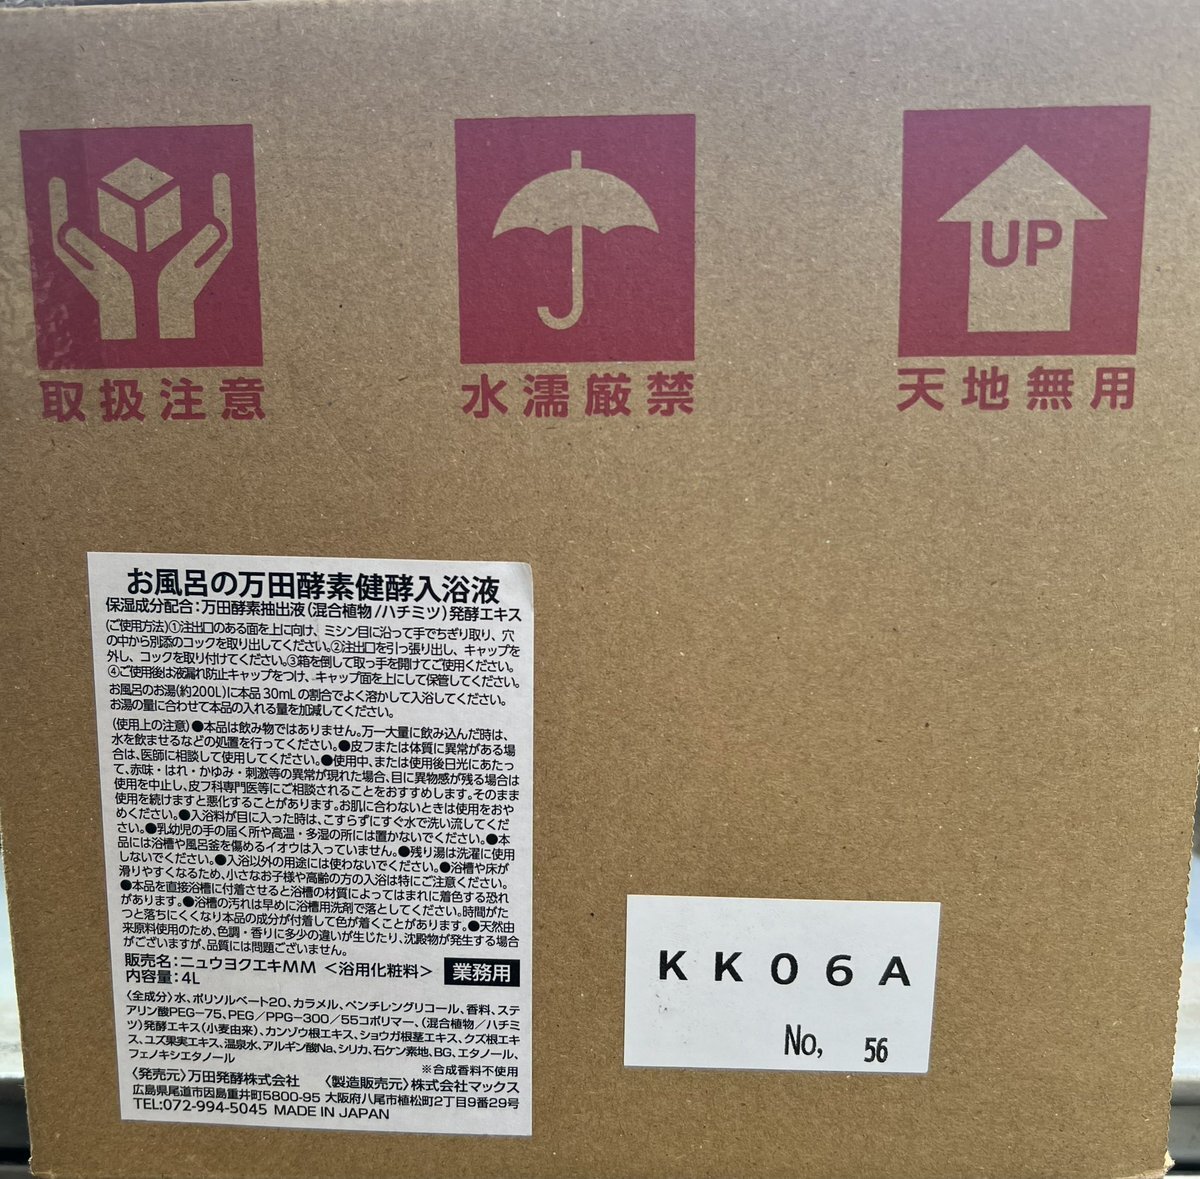 UP
取扱注意
水濡厳禁
天地無用
お風呂の万田酵素健酵入浴液
保湿成分配合：万田酵素抽出液（混合植物/ハチミツ）発酵エキス
(ご使用方法)①注出口のある面を上に向け、ミシン目に沿って手でちぎり取り、穴
の中から別添のコックを取り出してください。②注出口を引っ張り出し、キャップを
外し、コックを取り付けてください。③箱を倒して取っ手を開けてご使用ください。
④ご使用後は液漏れ防止キャップをつけ、キャップ面を上にして保管してください。
お風呂のお湯(約200L)に本品30mLの割合でよく溶かして入浴してください。
お湯の量に合わせて本品の入れる量を加減してください。
(使用上の注意)●本品は飲み物ではありません。万一大量に飲み込んだ時は、
水を飲ませるなどの処置を行ってください。●皮フまたは体質に異常がある場
合は、医師に相談して使用してください。●使用中、または使用後日光にあたっ
て、赤味・はれ・かゆみ・刺激等の異常が現れた場合、目に異物感が残る場合は
使用を中止し、皮フ科専門医等にご相談されることをおすすめします。そのまま
使用を続けますと悪化することがあります。お肌に合わないときは使用をおや
めください。●入浴料が目に入った時は、こすらずにすぐ水で洗い流してくだ
さい。●乳幼児の手の届く所や高温・多湿の所には置かないでください。●本
品には浴槽や風呂釜を傷めるイオウは入っていません。●残り湯は洗濯に使用
しないでください。●入浴以外の用途には使わないでください。●浴槽や床が
滑りやすくなるため、小さなお子様や高齢の方の入浴は特にご注意ください。
●本品を直接浴槽に付着させると浴槽の材質によってはまれに着色する恐れ
があります。●浴槽の汚れは早めに浴槽用洗剤で落としてください。時間がた
つと落ちにくくなり本品の成分が付着して色が着くことがあります。●天然由
来原料使用のため、色調・香りに多少の違いが生じたり、沈殿物が発生する場合
がございますが、品質には問題ございません。
販売名：ニュウヨクエキMM ＜浴用化粧料＞ 業務用
内容量：4L
〈全成分〉水、ポリソルベート20、カラメル、ペンチレングリコール、香料、ステ
アリン酸PEG-75、PEG／PPG-300／55コポリマー、(混合植物／ハチミ
ツ)発酵エキス(小麦由来)、カンゾウ根エキス、ショウガ根茎エキス、クズ根エキ
ス、ユズ果実エキス、温泉水、アルギン酸Na、シリカ、石ケン素地、BG、エタノール、
フェノキシエタノール
※合成香料不使用
〈発売元〉万田発酵株式会社 〈製造販売元〉株式会社マックス
広島県尾道市因島重井町5800-95 大阪府八尾市植松町2丁目9番29号
TEL:072-994-5045 MADE IN JAPAN
KK06A
No, 56